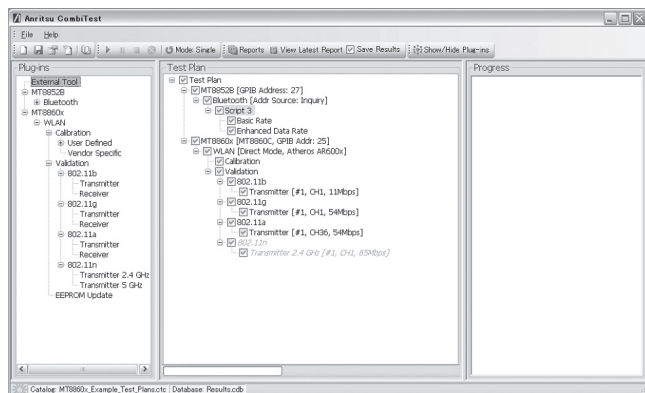 Anritsu CombiTest
File Help
Mode: Single Reports View Latest Report Save Results Show/Hide Plug-ins
Plug-ins
External Tool
MT8852B
Bluetooth
MT8860x
WLAN
Calibration
User Defined
Vendor Specific
Validation
802.11b
Transmitter
Receiver
802.11g
Transmitter
Receiver
802.11a
Transmitter
Receiver
802.11n
Transmitter 2.4 GHz
Transmitter 5 GHz
EEPROM Update
Test Plan
Test Plan
MT8852B [GPIB Address: 27]
Bluetooth [Addr Source: Inquiry]
Script 3
Basic Rate
Enhanced Data Rate
MT8860x [MT8860C, GPIB Addr: 25]
WLAN [Direct Mode, Atheros AR600x]
Calibration
Validation
802.11b
Transmitter [#1, CH1, 11Mbps]
802.11g
Transmitter [#1, CH1, 54Mbps]
802.11a
Transmitter [#1, CH36, 54Mbps]
802.11n
Transmitter 2.4 GHz [#1, CH1, 65Mbps]
Progress
Catalog: MT8860x_Example_Test_Plans.ctc Database: Results.cdb